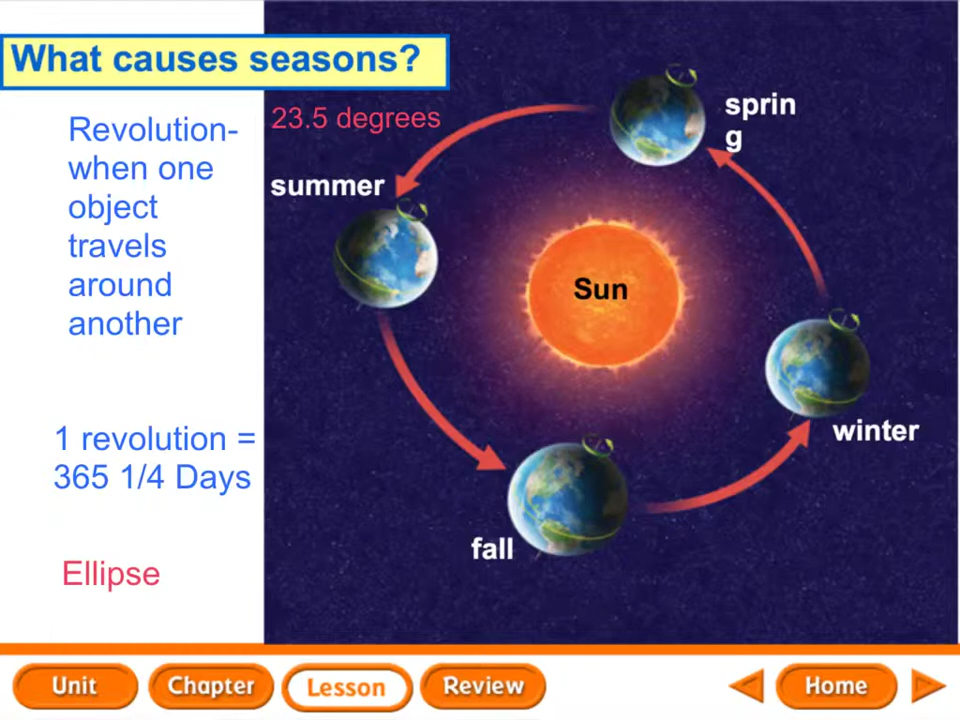 What causes seasons?
Revolution-
when one
object
travels
around
another
1 revolution =
365 1/4 Days
Ellipse
23.5 degrees
summer
sprin
g
Sun
winter
fall
Unit
Chapter
Lesson
Review
Home